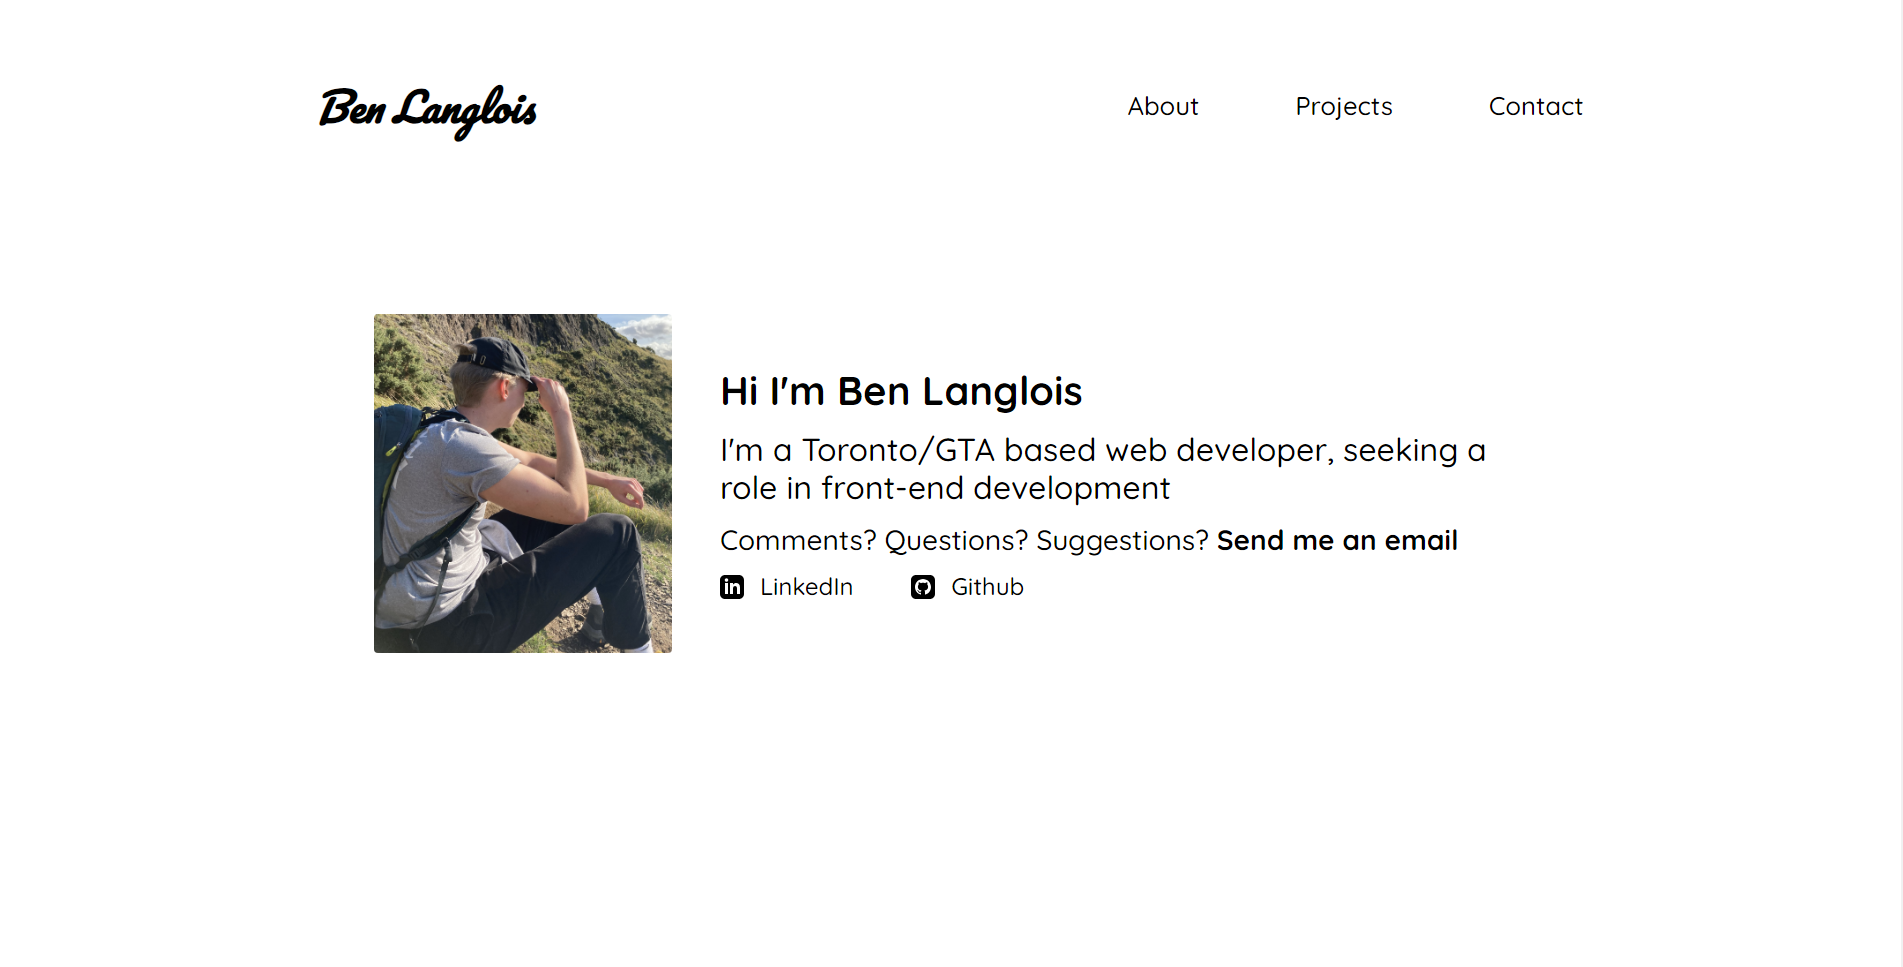 Ben Langlois
About
Projects
Contact
Hi I'm Ben Langlois
I'm a Toronto/GTA based web developer, seeking a
role in front-end development
Comments? Questions? Suggestions? Send me an email
in LinkedIn
Github